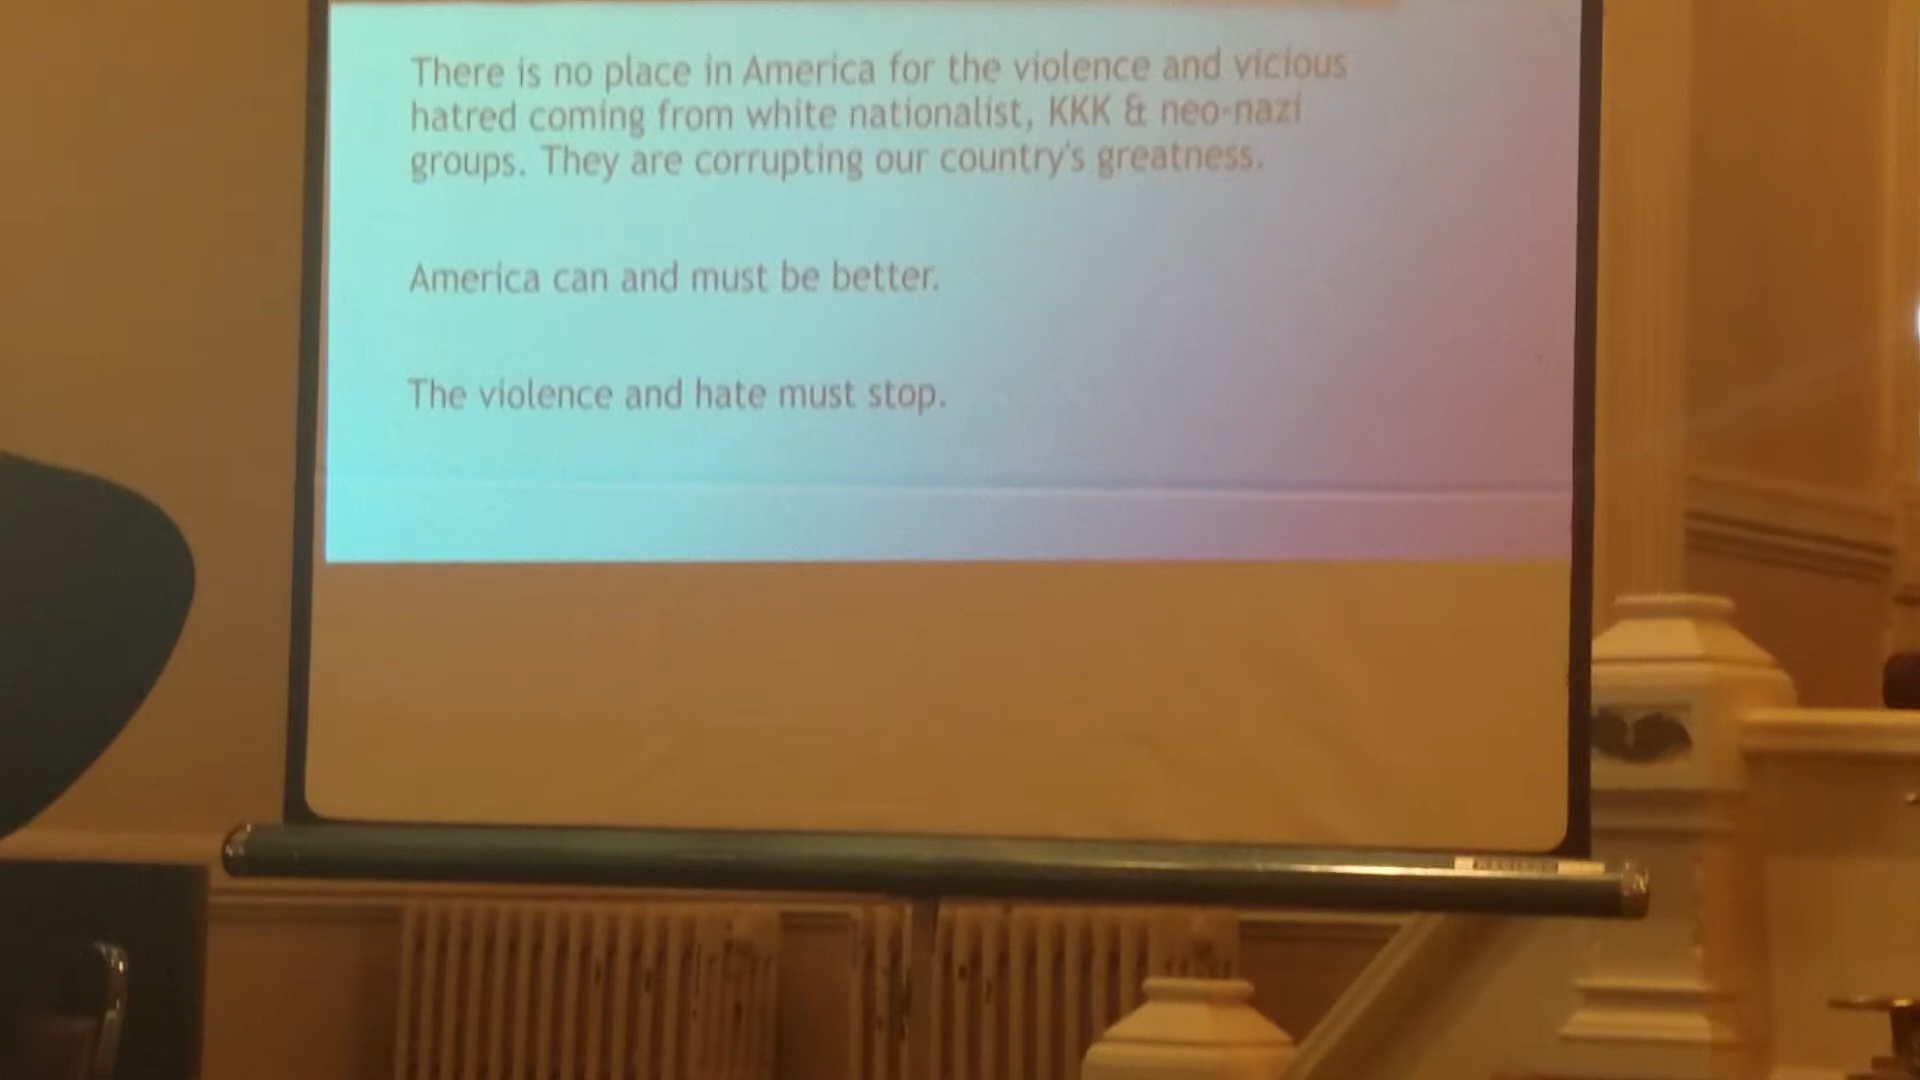 There is no place in America for the violence and vicious
hatred coming from white nationalist, KKK & neo-nazi
groups. They are corrupting our country's greatness.
America can and must be better.
The violence and hate must stop.